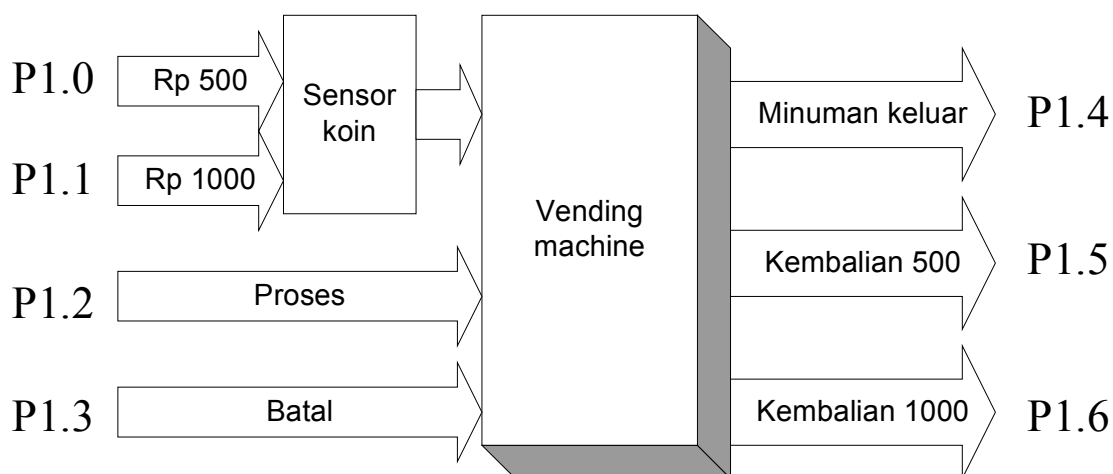 P1.0
Rp 500
P1.1
Rp 1000
Sensor
koin
P1.2
Proses
P1.3
Batal
Vending
machine
Minuman keluar
P1.4
Kembalian 500
P1.5
Kembalian 1000
P1.6